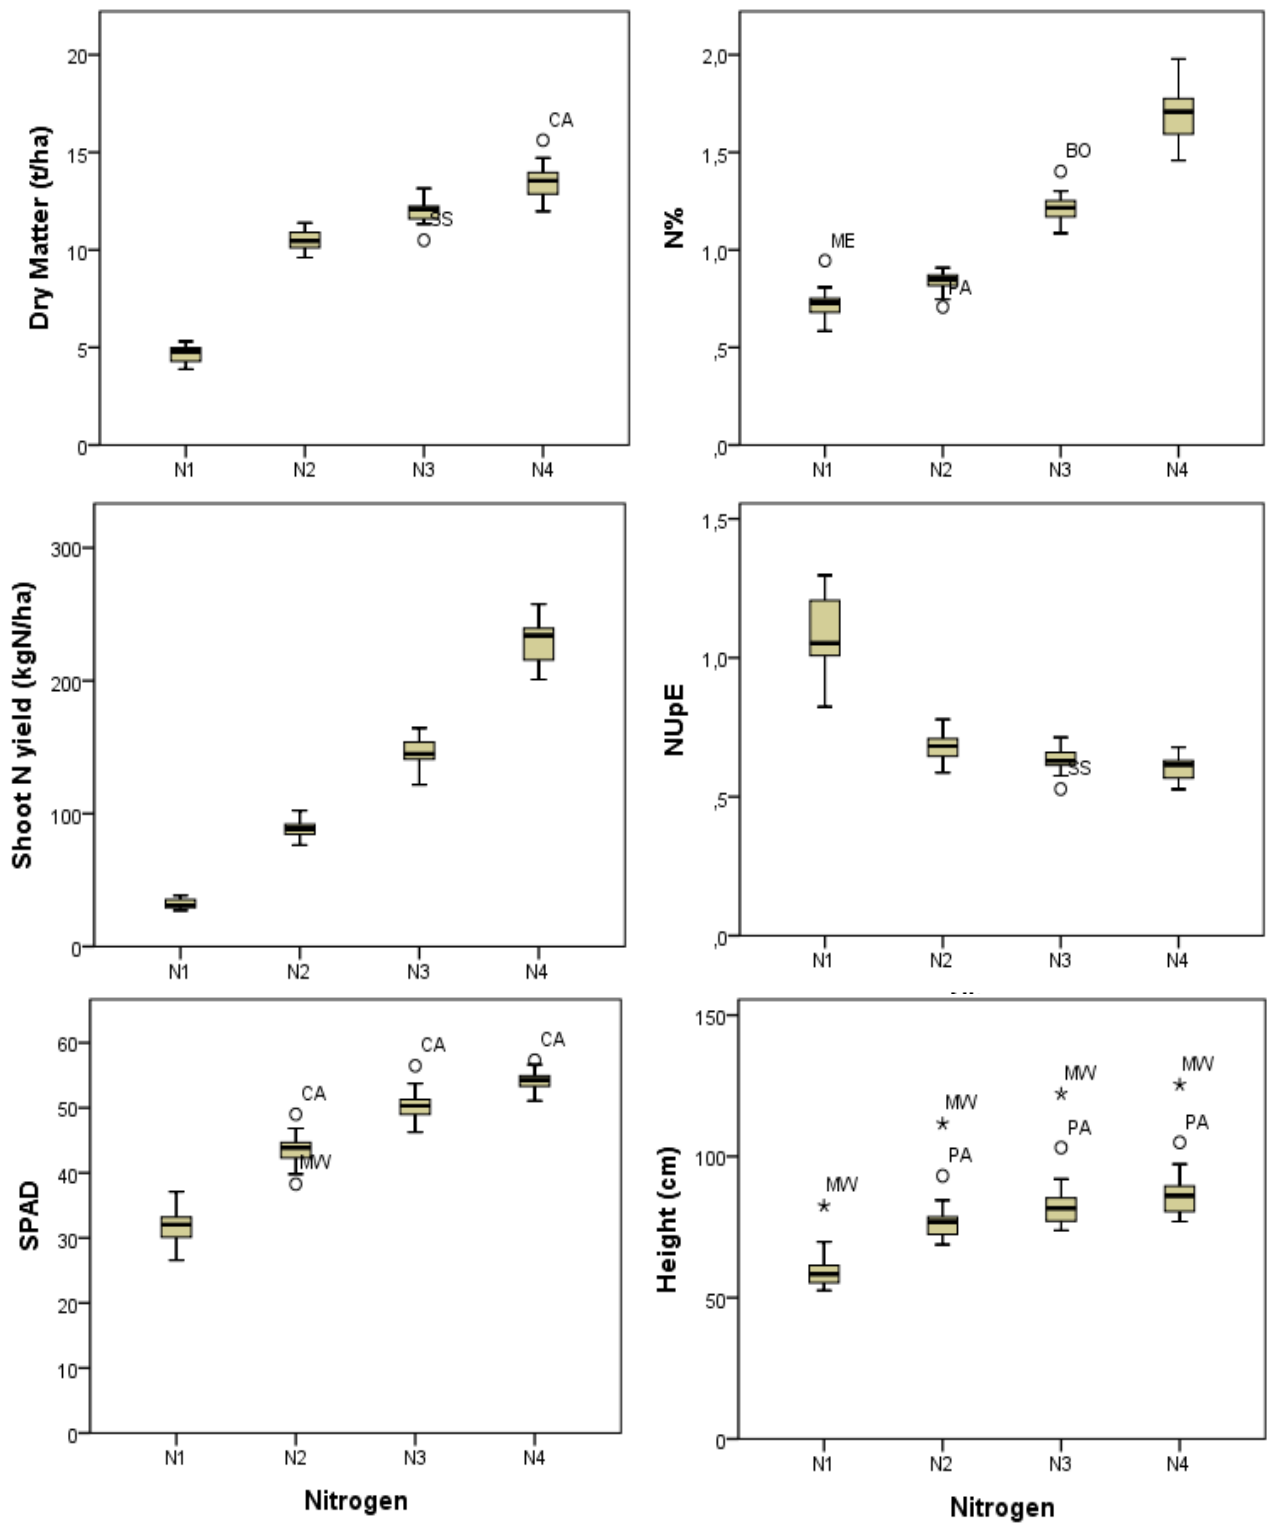 Dry Matter (t/ha)
20
15
10
5
0
CA
SS
N1 N2 N3 N4
N%
2,0
1,5
1,0
,5
,0
ME
PA
BO
N1 N2 N3 N4
Shoot N yield (kgN/ha)
300
200
100
0
N1 N2 N3 N4
NUpE
1,5
1,0
,5
,0
SS
N1 N2 N3 N4
SPAD
60
50
40
30
20
10
0
CA
MW
CA
CA
N1 N2 N3 N4
Nitrogen
Height (cm)
150
100
50
0
MW
MW
PA
MW
PA
MW
PA
N1 N2 N3 N4
Nitrogen